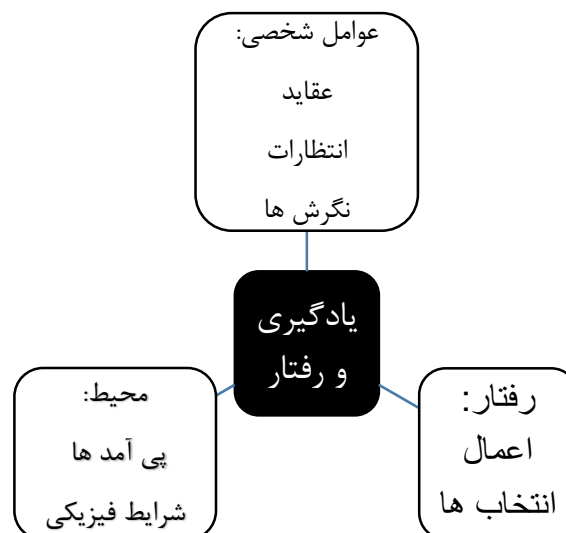 عوامل شخصی:
عقاید
انتظارات
نگرش ها
یادگیری
و رفتار
رفتار:
اعمال
انتخاب ها
محیط:
پی آمد ها
شرایط فیزیکی